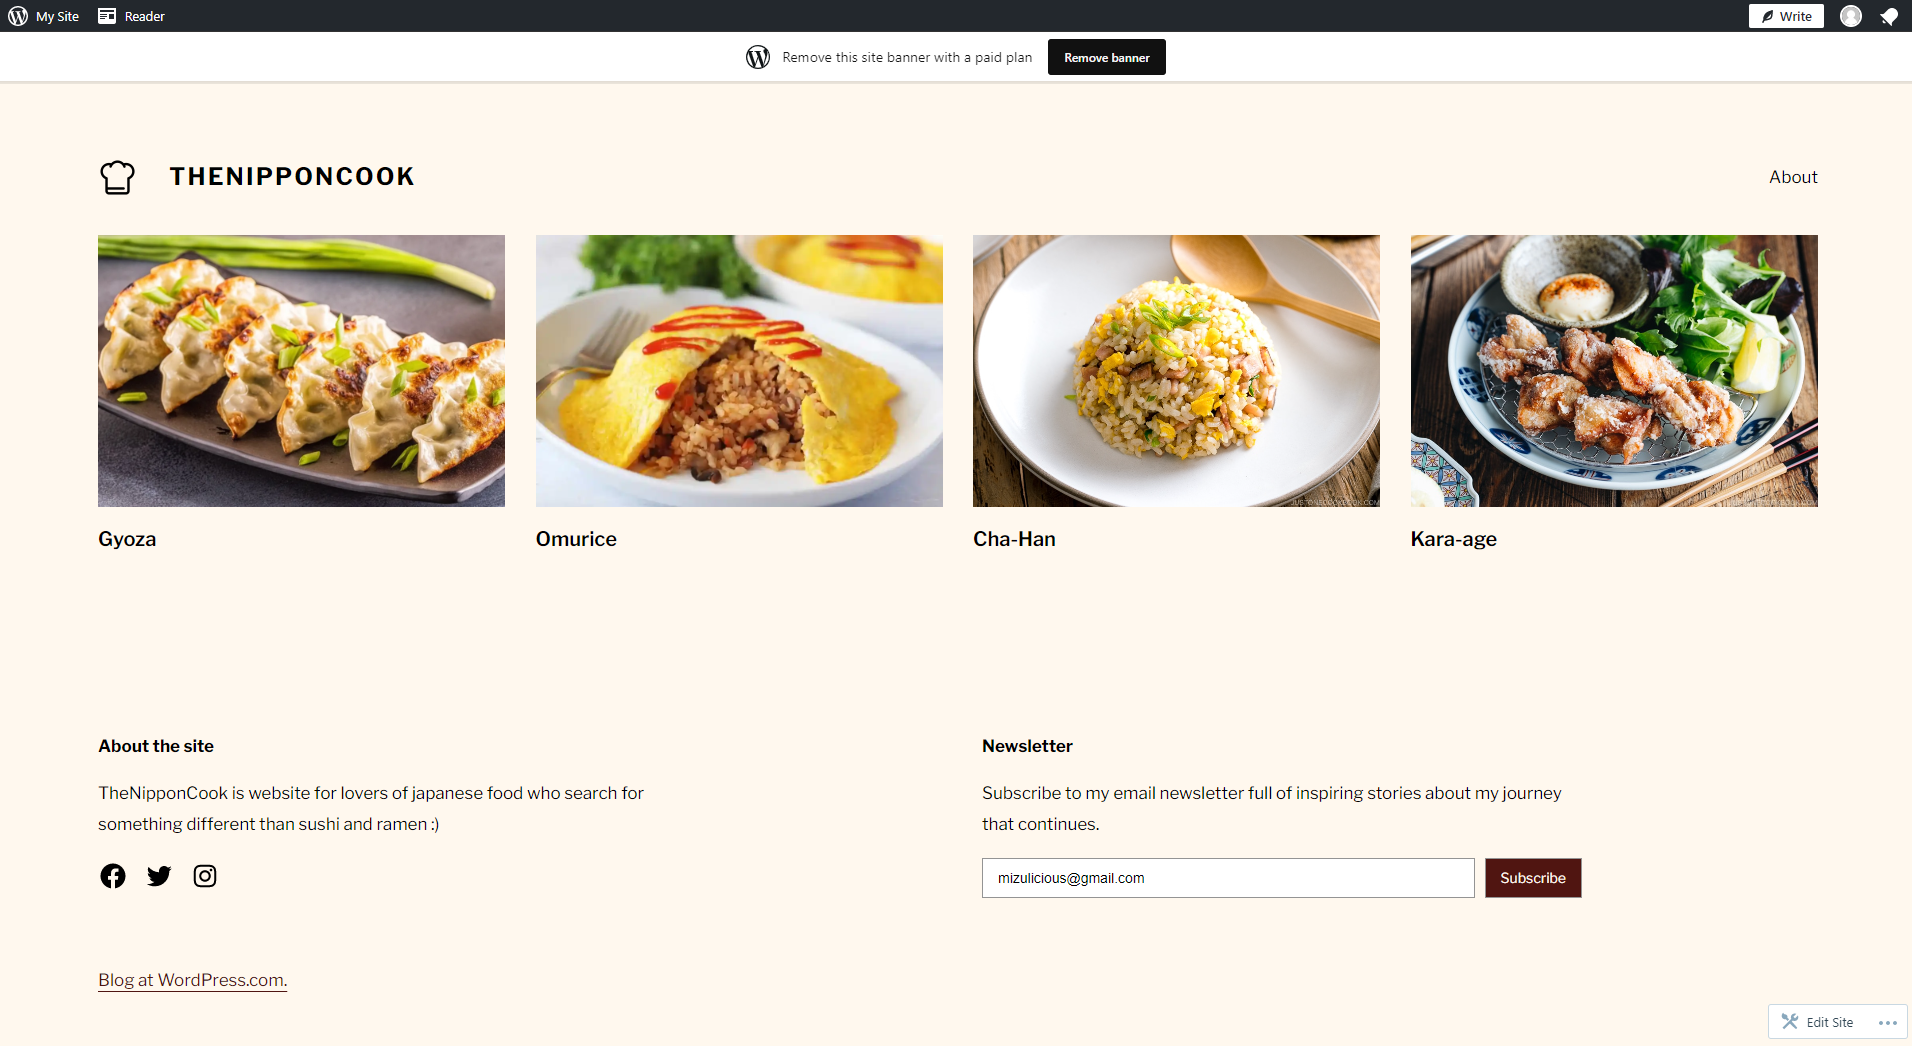 My Site Reader Write
Remove this site banner with a paid plan Remove banner
THENIPPONCOOK About
JUSTONECOOKBOOK.COM
Gyoza Omurice Cha-Han Kara-age
About the site
TheNipponCook is website for lovers of japanese food who search for
something different than sushi and ramen :)
Newsletter
Subscribe to my email newsletter full of inspiring stories about my journey
that continues.
mizulicious@gmail.com Subscribe
Blog at WordPress.com.
Edit Site